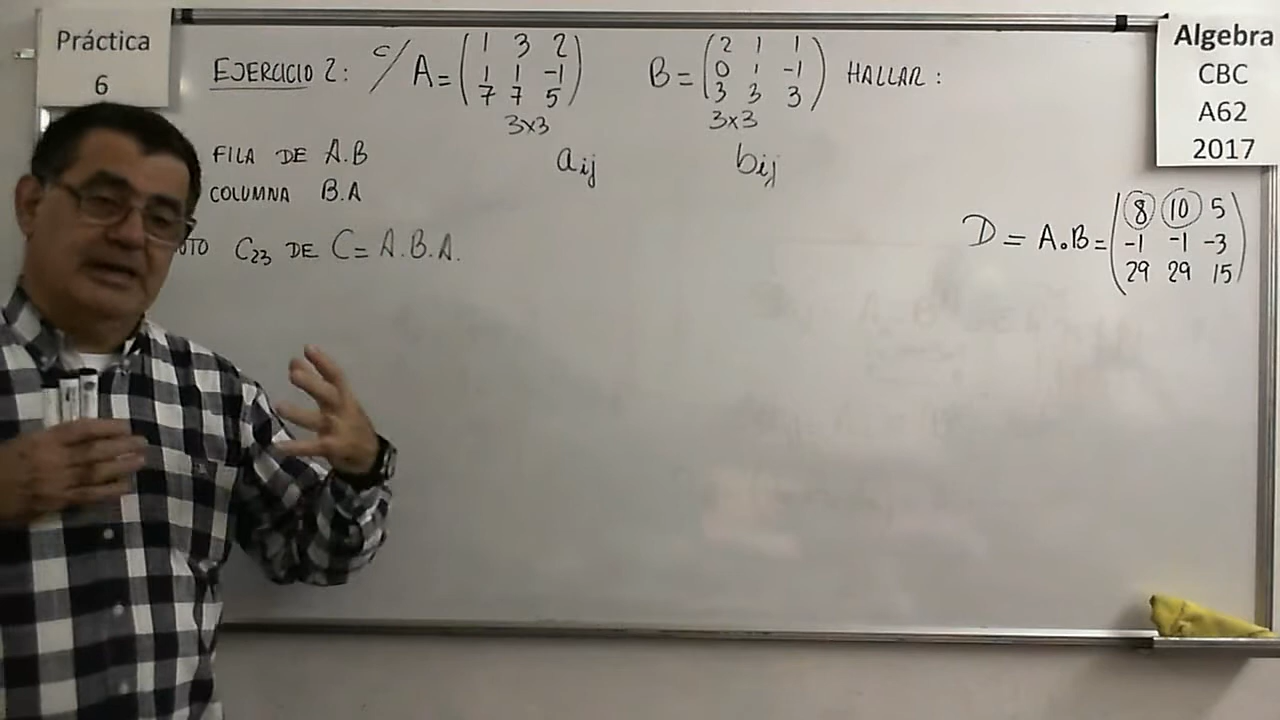 Práctica
6
EJERCICIO 2: C/ A = ( 1 3 2
1 1 -1
7 7 5 )
3x3
B = ( 2 1 1
0 1 -1
3 3 3 )
3x3
HALLAR:
aij
bij
FILA DE A.B
COLUMNA B.A
C23 DE C = A.B.A.
D = A.B = ( 8 10 5
-1 -1 -3
29 29 15 )
Algebra
CBC
A62
2017